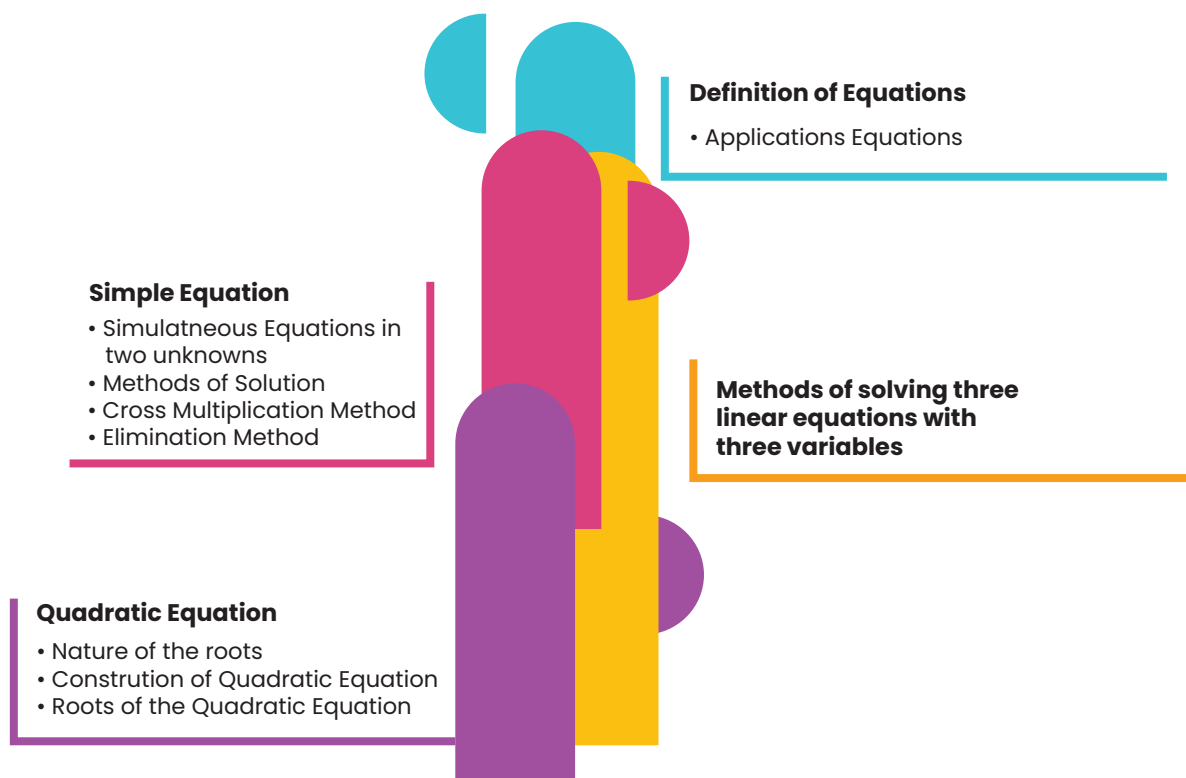 Definition of Equations
• Applications Equations
Simple Equation
• Simulatneous Equations in
two unknowns
• Methods of Solution
• Cross Multiplication Method
• Elimination Method
Methods of solving three
linear equations with
three variables
Quadratic Equation
• Nature of the roots
• Constrution of Quadratic Equation
• Roots of the Quadratic Equation